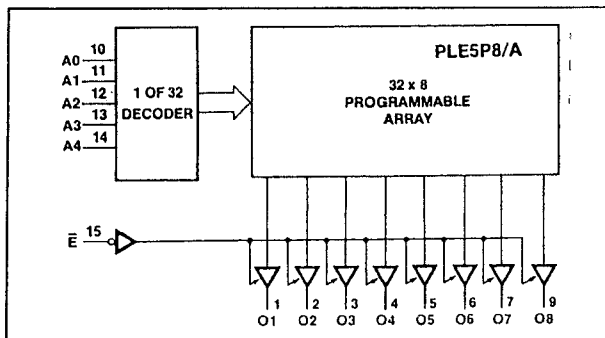 PLE5P8/A
A0 10
A1 11
A2 12
A3 13
A4 14
1 OF 32
DECODER
32 x 8
PROGRAMMABLE
ARRAY
E̅ 15
1 2 3 4 5 6 7 9
O1 O2 O3 O4 O5 O6 O7 O8